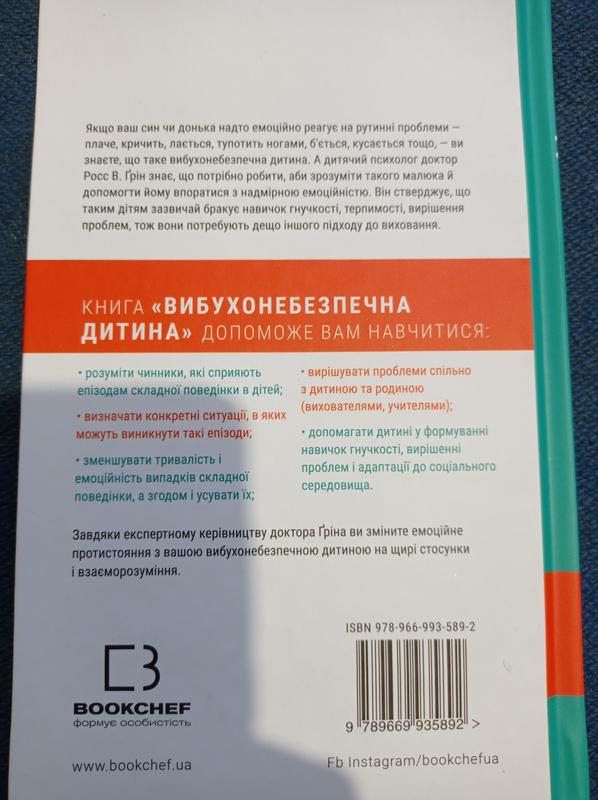 Якщо ваш син чи донька надто емоційно реагує на рутинні проблеми —
плаче, кричить, лається, тупотить ногами, б’ється, кусається тощо, — ви
знаєте, що таке вибухонебезпечна дитина. А дитячий психолог доктор
Росс В. Ґрін знає, що потрібно робити, аби зрозуміти такого малюка й
допомогти йому впоратися з надмірною емоційністю. Він стверджує, що
таким дітям зазвичай бракує навичок гнучкості, терпимості, вирішення
проблем, тож вони потребують дещо іншого підходу до виховання.
КНИГА «ВИБУХОНЕБЕЗПЕЧНА
ДИТИНА» ДОПОМОЖЕ ВАМ НАВЧИТИСЯ:
• розуміти чинники, які сприяють
епізодам складної поведінки в дітей;
• визначати конкретні ситуації, в яких
можуть виникнути такі епізоди;
• зменшувати тривалість і
емоційність випадків складної
поведінки, а згодом і усувати їх;
• вирішувати проблеми спільно
з дитиною та родиною
(вихователями, учителями);
• допомагати дитині у формуванні
навичок гнучкості, вирішенні
проблем і адаптації до соціального
середовища.
Завдяки експертному керівництву доктора Ґріна ви зміните емоційне
протистояння з вашою вибухонебезпечною дитиною на щирі стосунки
і взаєморозуміння.
ISBN 978-966-993-589-2
9 789669 935892 >
BOOKCHEF
формує особистість
www.bookchef.ua
Fb Instagram/bookchefua